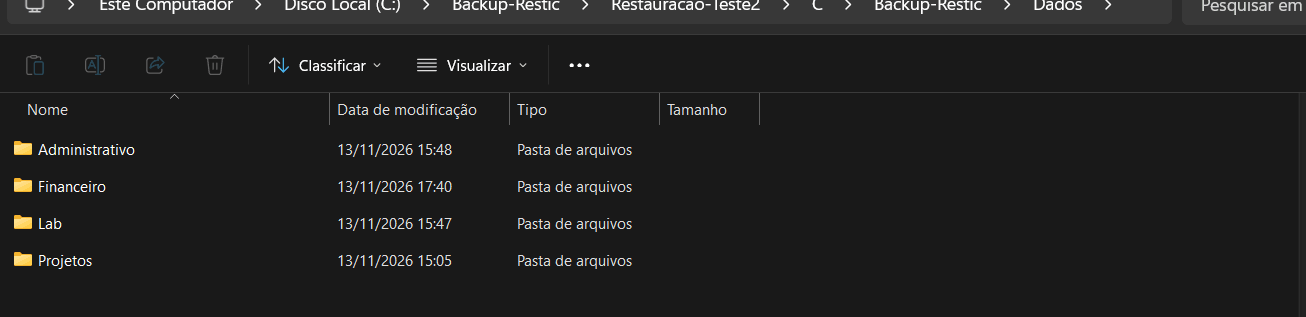 Este Computador > Disco Local (C:) > Backup-Restic > Restauracao-Teste2 > C > Backup-Restic > Dados >
Pesquisar em
Classificar
Visualizar
Nome
Data de modificação
Tipo
Tamanho
Administrativo 13/11/2026 15:48 Pasta de arquivos
Financeiro 13/11/2026 17:40 Pasta de arquivos
Lab 13/11/2026 15:47 Pasta de arquivos
Projetos 13/11/2026 15:05 Pasta de arquivos